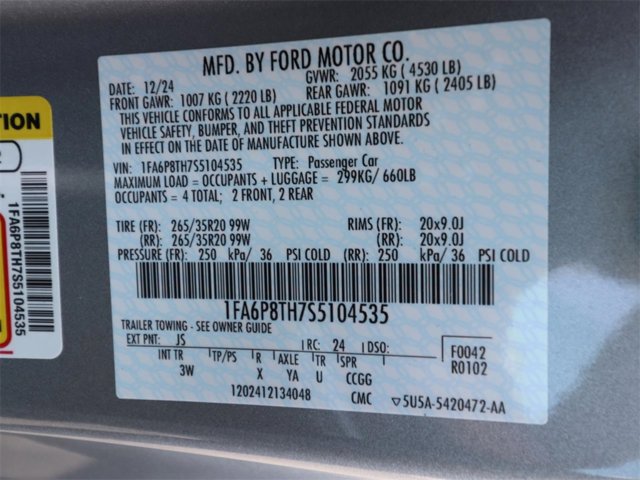 MFD. BY FORD MOTOR CO.
DATE: 12/24 GVWR: 2055 KG ( 4530 LB)
FRONT GAWR: 1007 KG ( 2220 LB) REAR GAWR: 1091 KG ( 2405 LB)
THIS VEHICLE CONFORMS TO ALL APPLICABLE FEDERAL MOTOR
VEHICLE SAFETY, BUMPER, AND THEFT PREVENTION STANDARDS
IN EFFECT ON THE DATE OF MANUFACTURE SHOWN ABOVE.
VIN: 1FA6P8TH7S5104535 TYPE: Passenger Car
MAXIMUM LOAD = OCCUPANTS + LUGGAGE = 299KG/ 660LB
OCCUPANTS = 4 TOTAL; 2 FRONT, 2 REAR
TIRE (FR): 265/35R20 99W RIMS (FR): 20x9.0J
(RR): 265/35R20 99W (RR): 20x9.0J
PRESSURE (FR): 250 kPa/ 36 PSI COLD (RR): 250 kPa/ 36 PSI COLD
1FA6P8TH7S5104535
TRAILER TOWING - SEE OWNER GUIDE
EXT PNT: JS RC: 24 DSO: F0042
INT TR TP/PS R AXLE TR SPR R0102
3W X YA U CCGG
1202412134048 CMC ▽5U5A-5420472-AA
TION
1FA6P8TH7S5104535